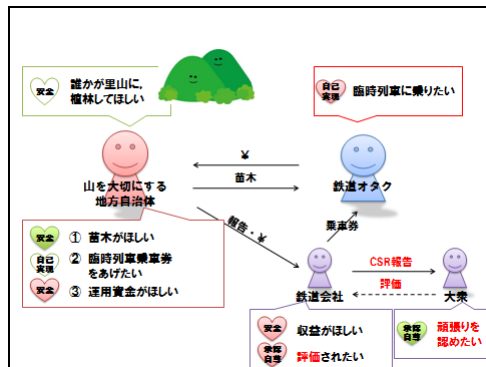 安全
誰かが里山に,
植林してほしい
自己
実現
臨時列車に乗りたい
¥
苗木
山を大切にする
地方自治体
鉄道オタク
報告・¥
乗車券
安全
① 苗木がほしい
自己
実現
② 臨時列車乗車券
をあげたい
安全
③ 運用資金がほしい
鉄道会社
CSR報告
評価
大衆
安全
収益がほしい
承認
自尊
評価されたい
承認
自尊
頑張りを
認めたい